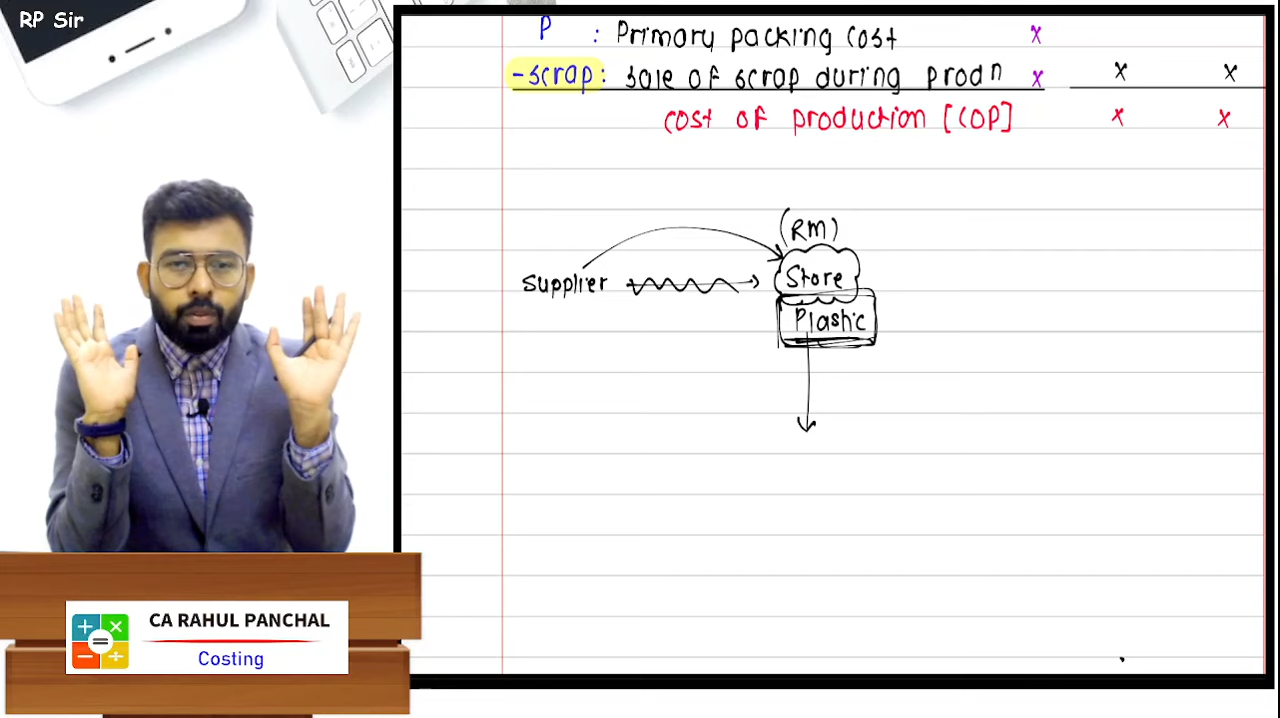 RP Sir
P : Primary packing cost x
-scrap: sale of scrap during prodn x x x
cost of production [COP] x x
(RM)
Supplier
Store
Plastic
CA RAHUL PANCHAL
Costing